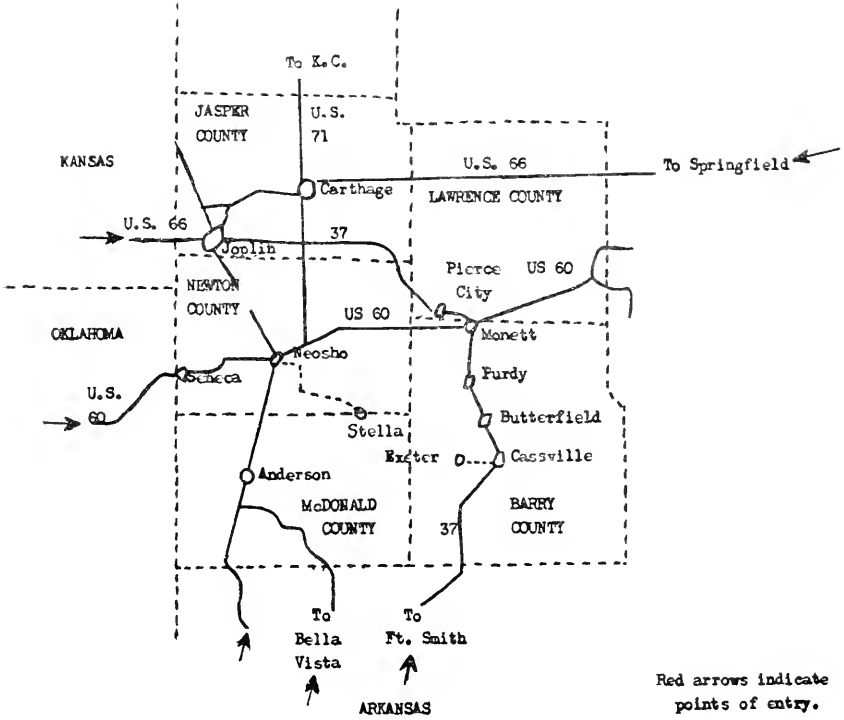 To K.C.
JASPER
COUNTY
U.S.
71
KANSAS
U.S. 66
To Springfield
Carthage
LAWRENCE COUNTY
U.S. 66
37
Joplin
Pierce
City
US 60
NEWTON
COUNTY
US 60
OKLAHOMA
Monett
Neosho
Seneca
Purdy
U.S.
60
Butterfield
Stella
Exeter
Cassville
Anderson
McDONALD
COUNTY
BARRY
COUNTY
37
To
Bella
Vista
To
Ft. Smith
ARKANSAS
Red arrows indicate
points of entry.